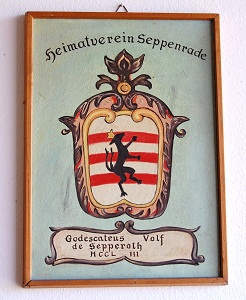 Heimatverein Seppenrade
Godescalcus Volf
de Sepperoth
MCCL III